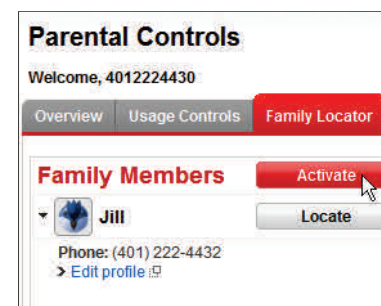 Parental Controls
Welcome, 4012224430
Overview Usage Controls Family Locator
Family Members Activate
Jill Locate
Phone: (401) 222-4432
Edit profile